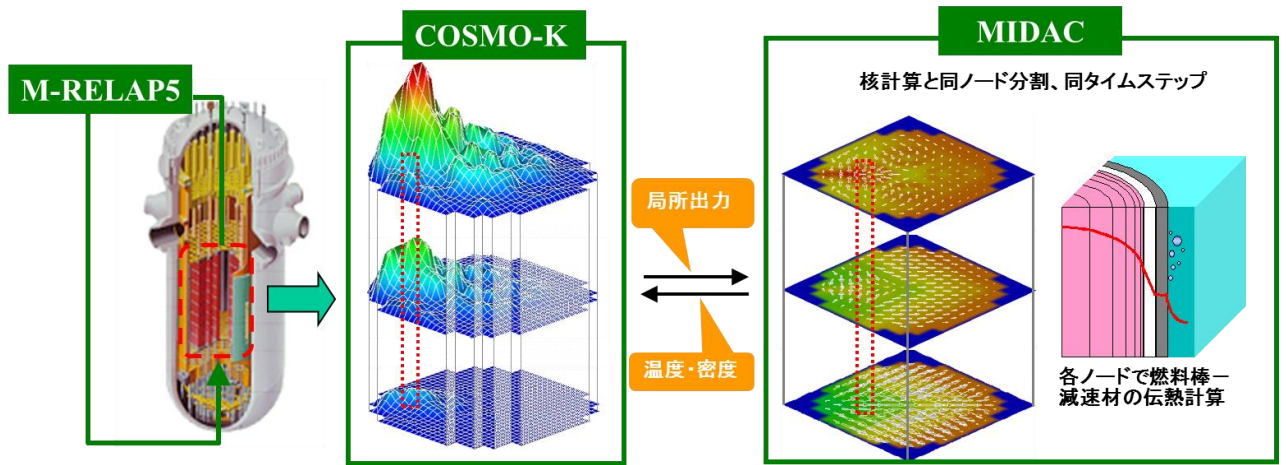 M-RELAP5
COSMO-K
MIDAC
核計算と同ノード分割、同タイムステップ
局所出力
温度・密度
各ノードで燃料棒－
減速材の伝熱計算